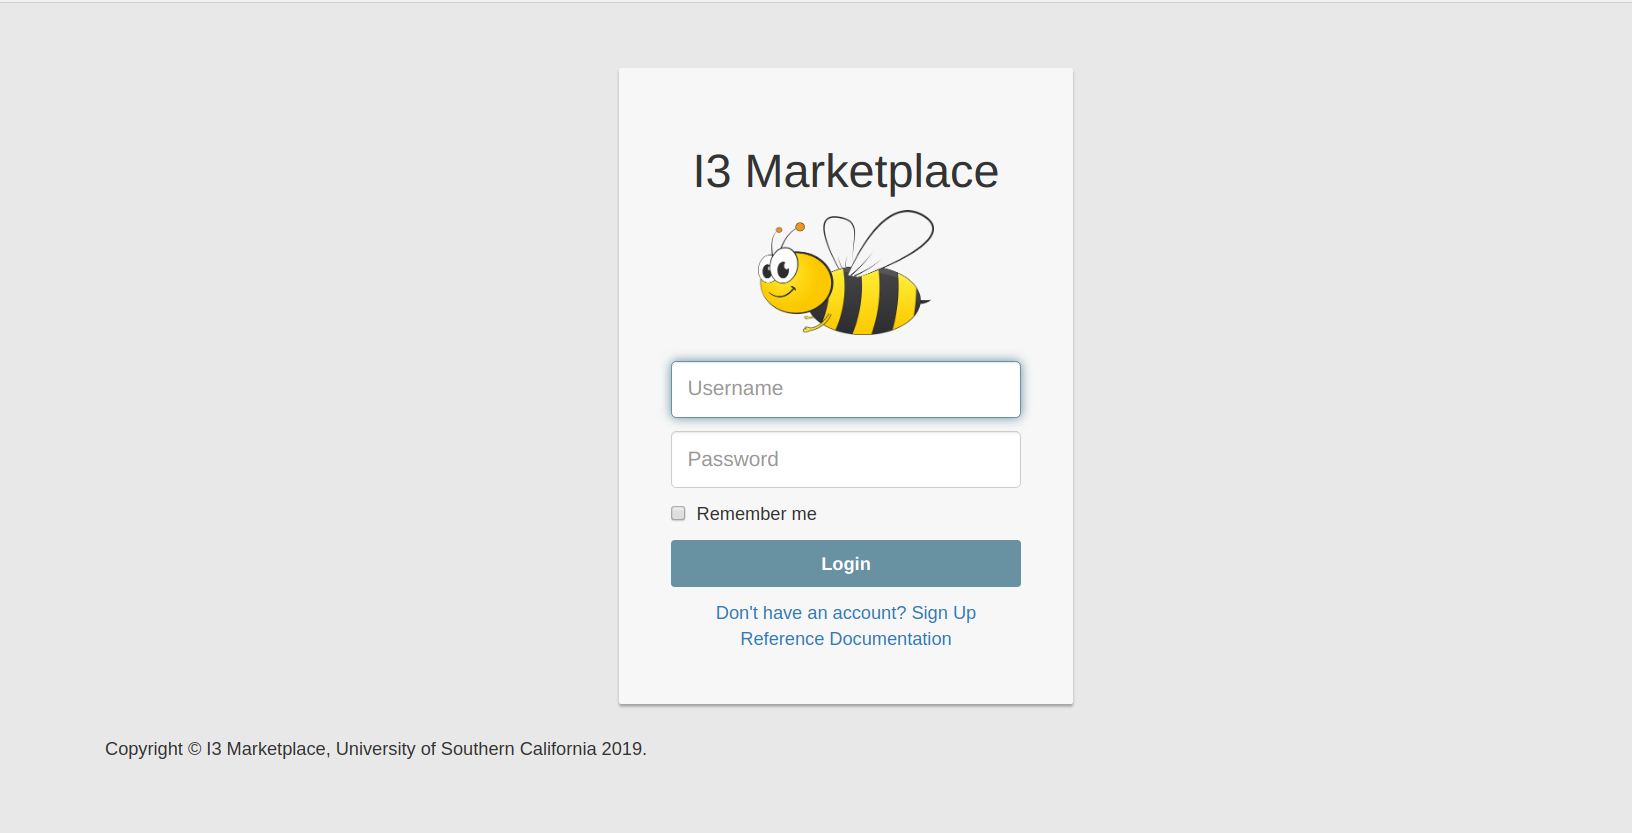 I3 Marketplace
Username
Password
Remember me
Login
Don't have an account? Sign Up
Reference Documentation
Copyright © I3 Marketplace, University of Southern California 2019.